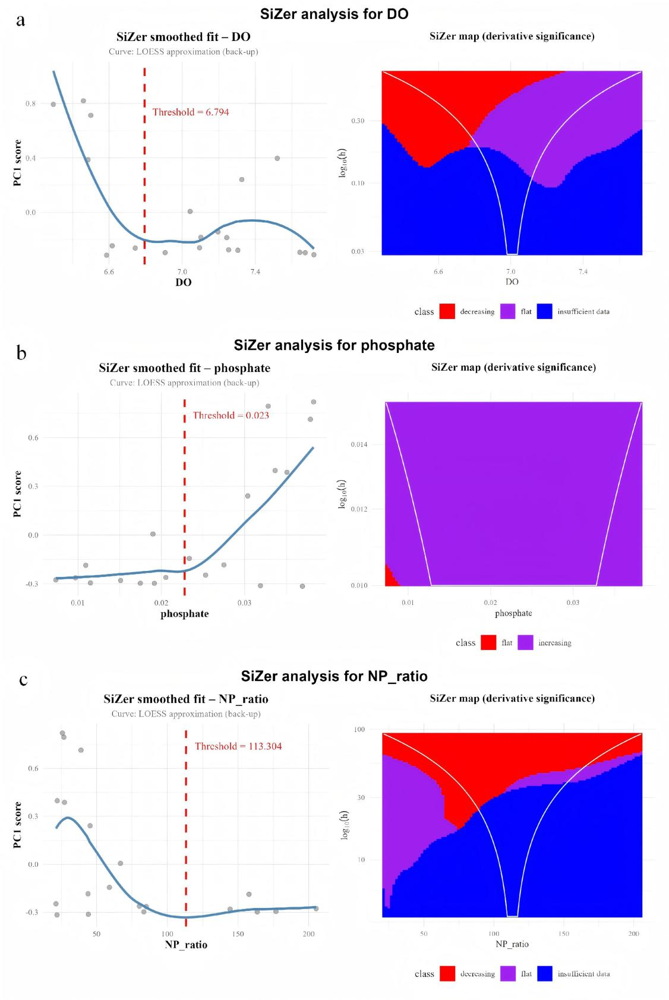 a
SiZer analysis for DO
SiZer smoothed fit – DO
Curve: LOESS approximation (back-up)
Threshold = 6.794
0.8
0.4
0.0
PC1 score
6.6 7.0 7.4
DO
SiZer map (derivative significance)
0.30
0.10
0.03
log₁₀(h)
6.6 7.0 7.4
DO
class decreasing flat insufficient data
b
SiZer analysis for phosphate
SiZer smoothed fit – phosphate
Curve: LOESS approximation (back-up)
Threshold = 0.023
0.6
0.3
0.0
-0.3
PC1 score
0.01 0.02 0.03
phosphate
SiZer map (derivative significance)
0.014
0.012
0.010
log₁₀(h)
0.01 0.02 0.03
phosphate
class flat increasing
c
SiZer analysis for NP_ratio
SiZer smoothed fit – NP_ratio
Curve: LOESS approximation (back-up)
Threshold = 113.304
0.6
0.3
0.0
-0.3
PC1 score
50 100 150 200
NP_ratio
SiZer map (derivative significance)
100
30
10
log₁₀(h)
50 100 150 200
NP_ratio
class decreasing flat insufficient data